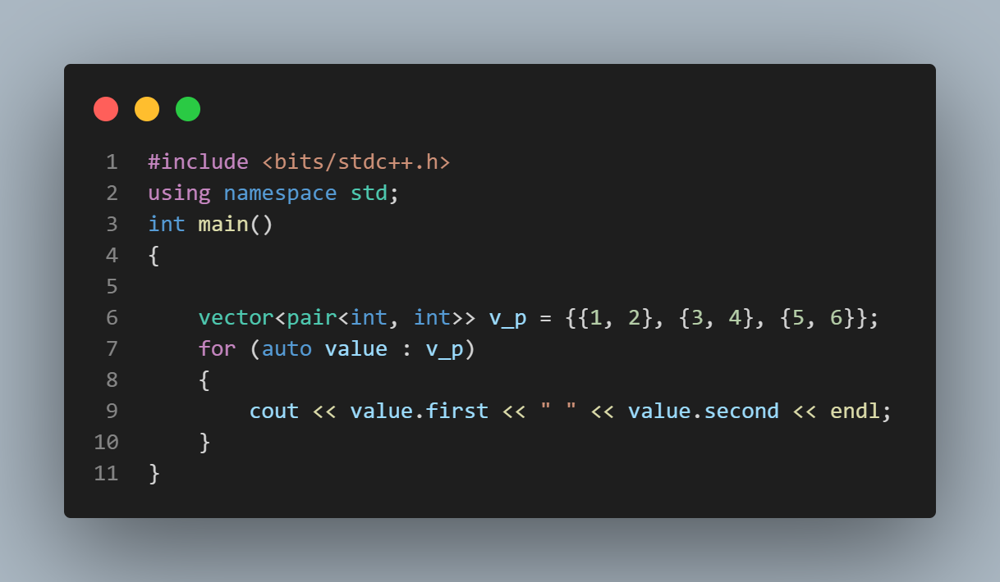 1 #include <bits/stdc++.h>
2 using namespace std;
3 int main()
4 {
5
6     vector<pair<int, int>> v_p = {{1, 2}, {3, 4}, {5, 6}};
7     for (auto value : v_p)
8     {
9         cout << value.first << " " << value.second << endl;
10     }
11 }